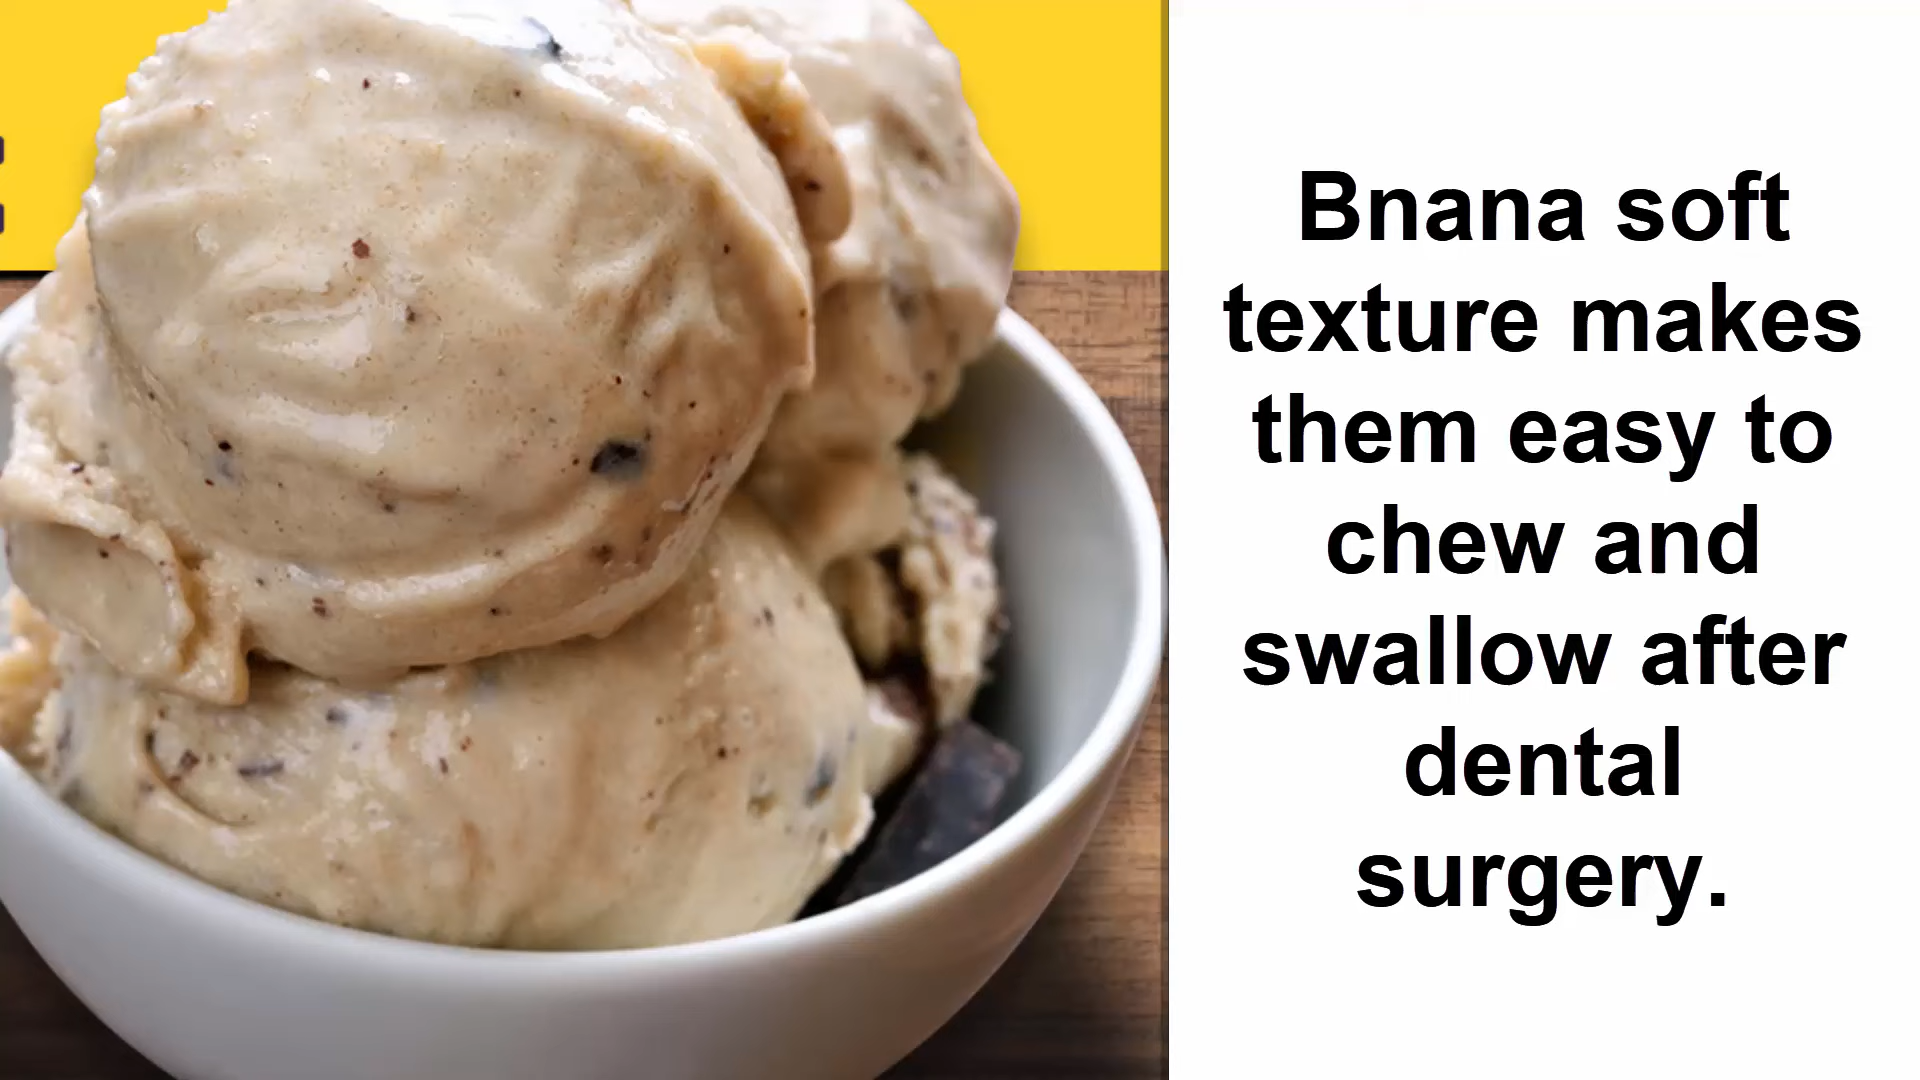 Bnana soft
texture makes
them easy to
chew and
swallow after
dental
surgery.